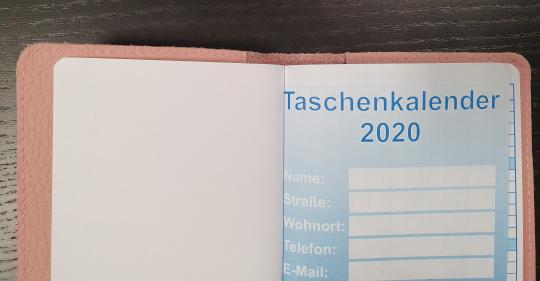 Taschenkalender
2020
Name:
Straße:
Wohnort:
Telefon:
E-Mail: